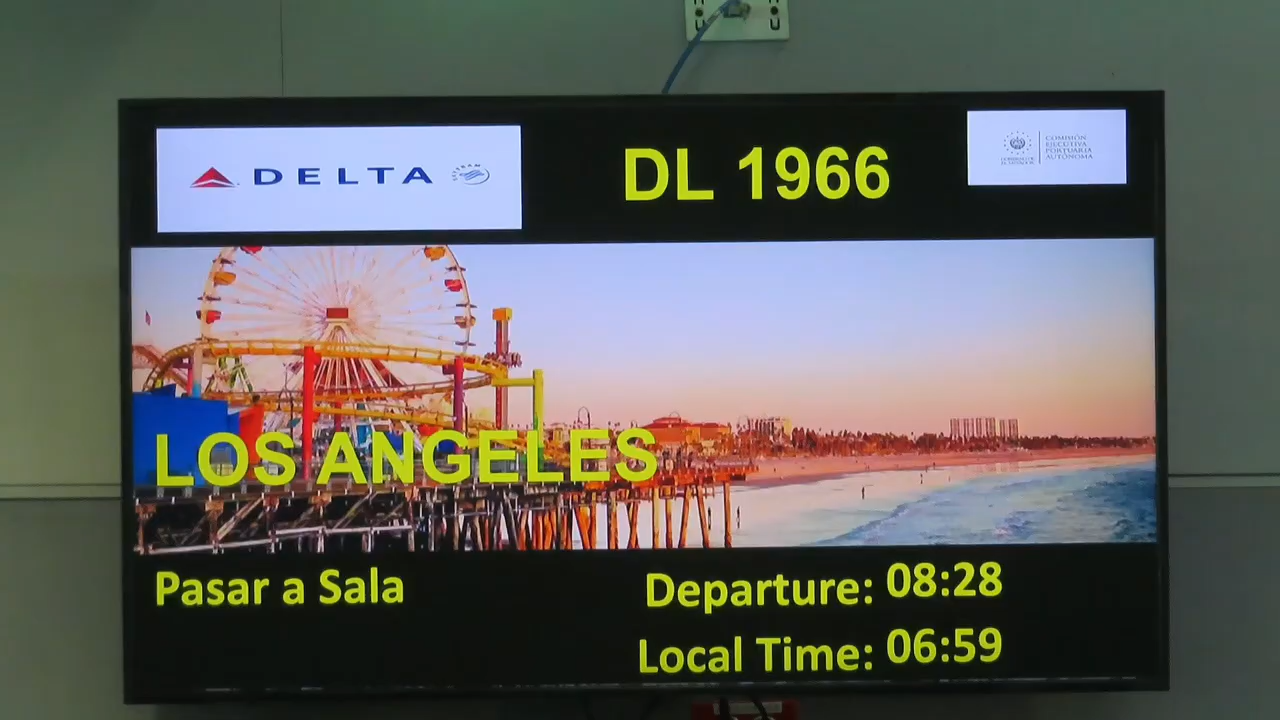 DELTA
DL 1966
COMISIÓN
EJECUTIVA
PORTUARIA
AUTÓNOMA
LOS ANGELES
Pasar a Sala
Departure: 08:28
Local Time: 06:59